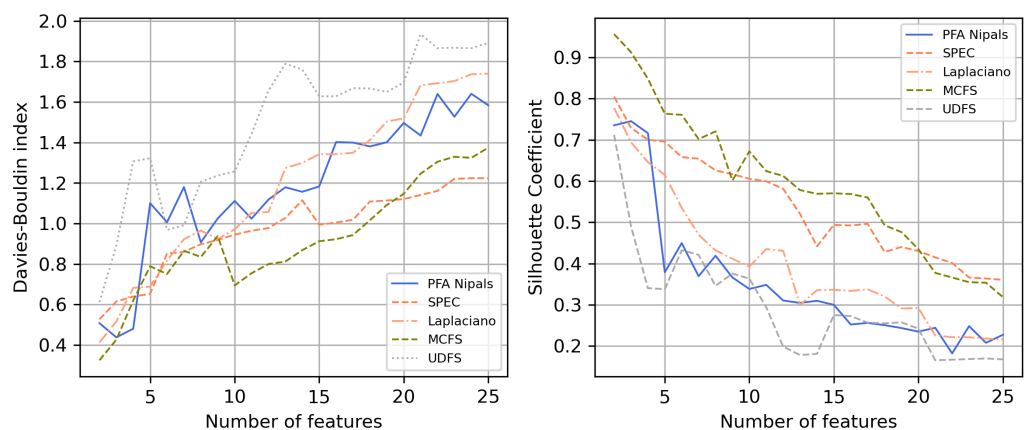 Davies-Bouldin index
2.0
1.8
1.6
1.4
1.2
1.0
0.8
0.6
0.4
5
10
15
20
25
Number of features
PFA Nipals
SPEC
Laplaciano
MCFS
UDFS
Silhouette Coefficient
0.9
0.8
0.7
0.6
0.5
0.4
0.3
0.2
5
10
15
20
25
Number of features
PFA Nipals
SPEC
Laplaciano
MCFS
UDFS